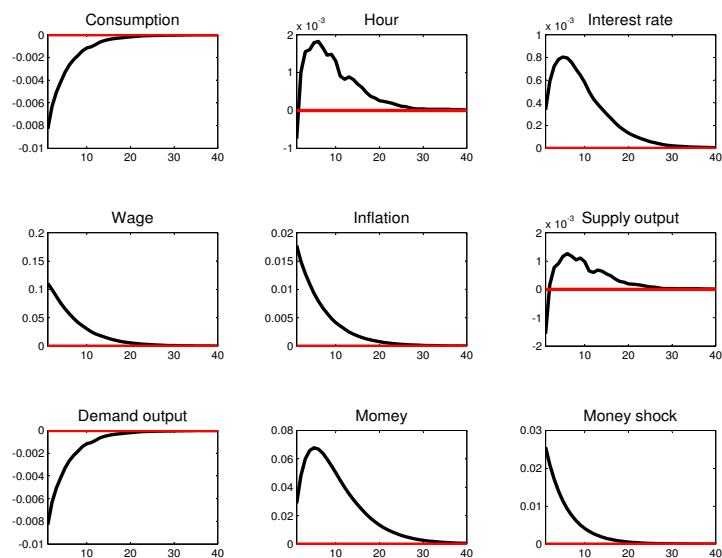 Consumption
0
-0.002
-0.004
-0.006
-0.008
-0.01
10 20 30 40
Hour
x 10⁻³
2
1
0
-1
10 20 30 40
Interest rate
x 10⁻³
1
0.8
0.6
0.4
0.2
0
10 20 30 40
Wage
0.2
0.15
0.1
0.05
0
10 20 30 40
Inflation
0.02
0.015
0.01
0.005
0
10 20 30 40
Supply output
x 10⁻³
2
1
0
-1
-2
10 20 30 40
Demand output
0
-0.002
-0.004
-0.006
-0.008
-0.01
10 20 30 40
Momey
0.08
0.06
0.04
0.02
0
10 20 30 40
Money shock
0.03
0.02
0.01
0
10 20 30 40